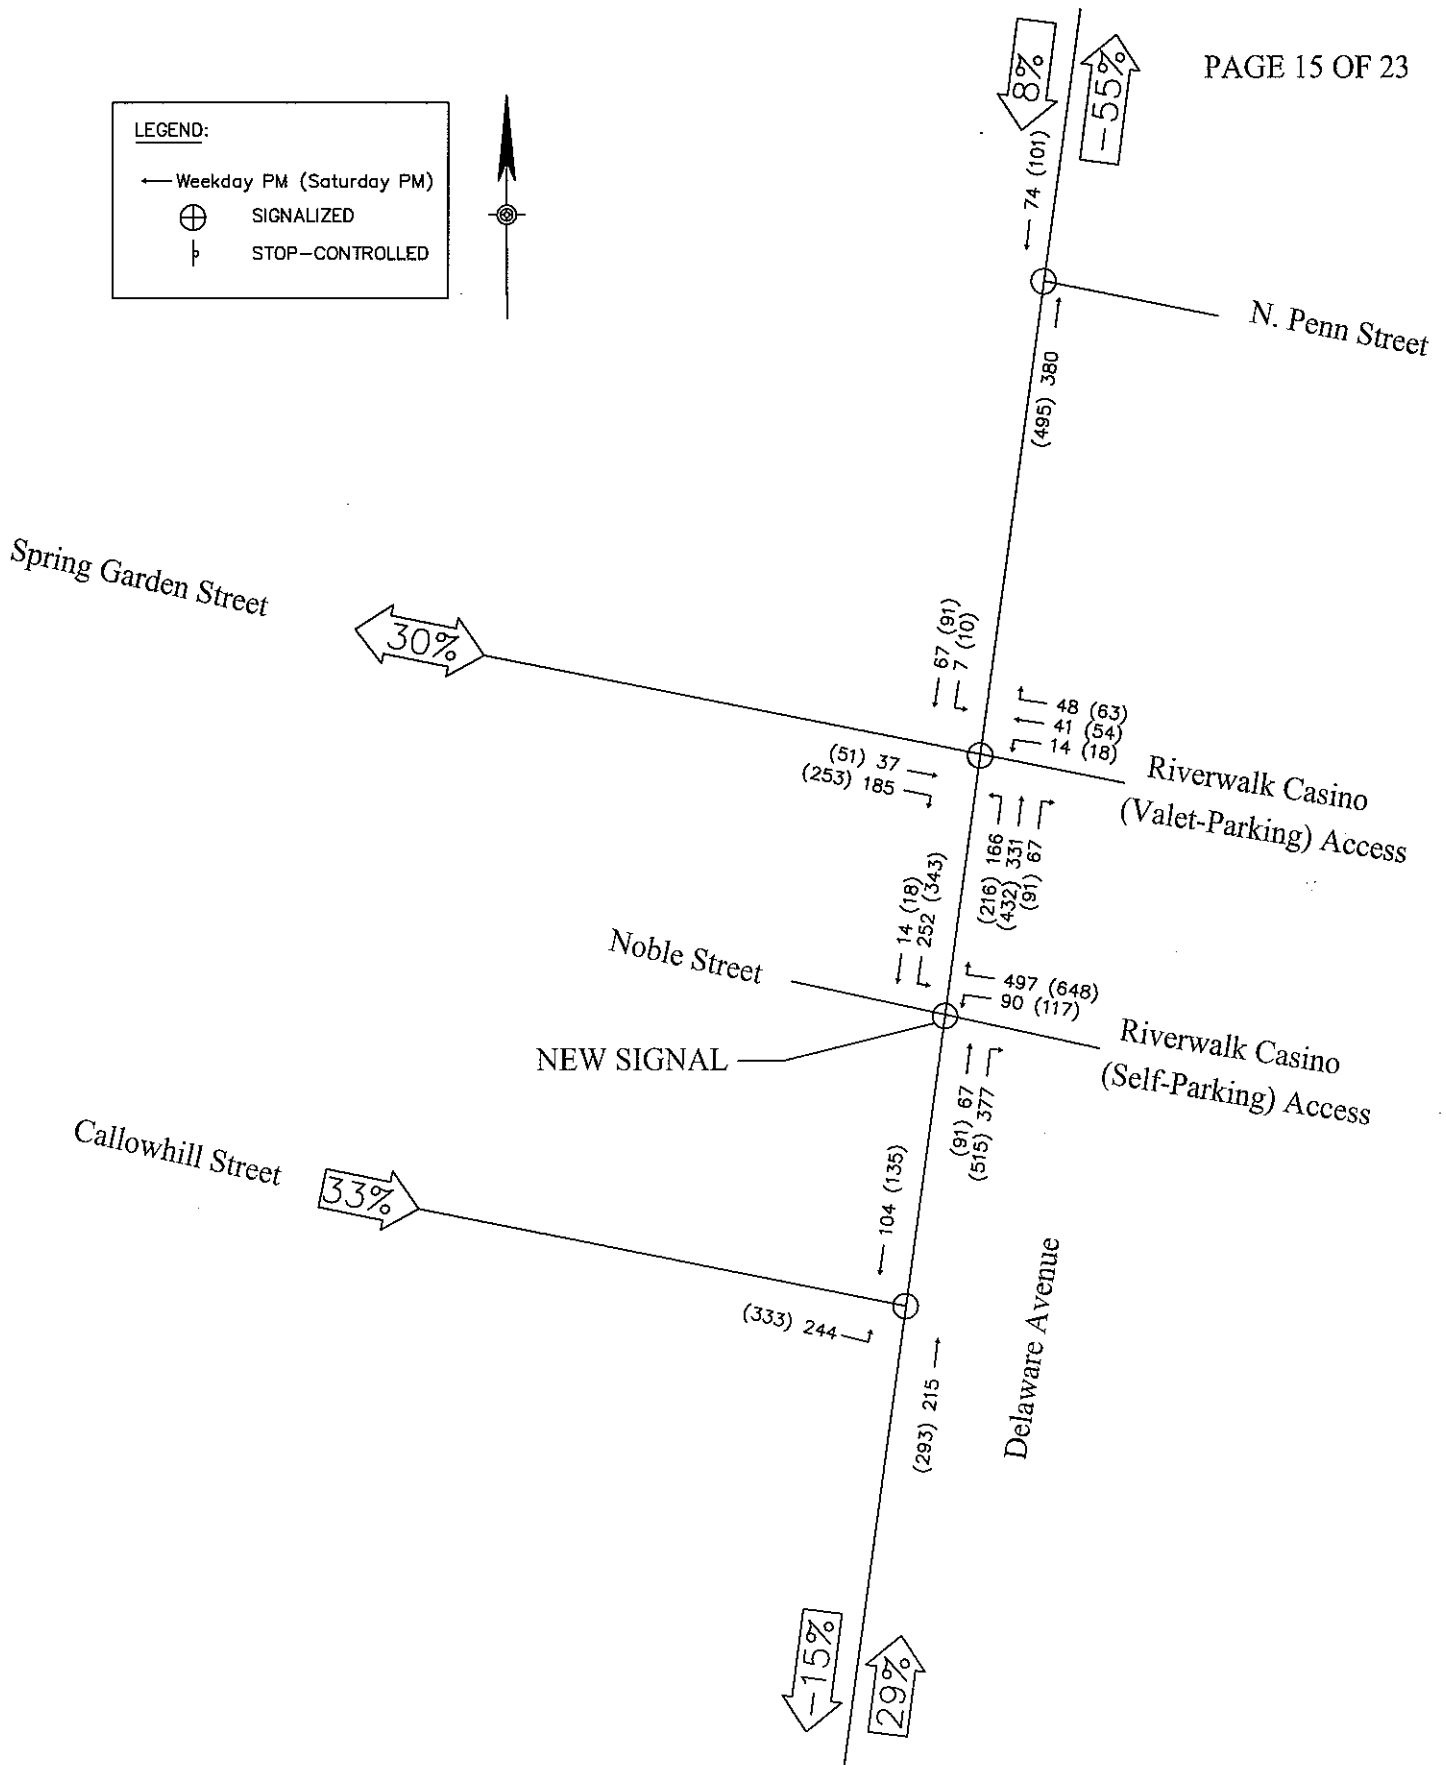 PAGE 15 OF 23
LEGEND:
Weekday PM (Saturday PM)
SIGNALIZED
STOP-CONTROLLED
8%
-55%
74 (101)
N. Penn Street
(495) 380
Spring Garden Street
30%
67 (91)
7 (10)
48 (63)
41 (54)
14 (18)
(51) 37
(253) 185
Riverwalk Casino
(Valet-Parking) Access
(216) 166
(432) 331
(91) 67
14 (18)
252 (343)
Noble Street
497 (648)
90 (117)
Riverwalk Casino
(Self-Parking) Access
NEW SIGNAL
(91) 67
(515) 377
Callowhill Street
33%
104 (135)
(333) 244
(293) 215
Delaware Avenue
-15%
29%